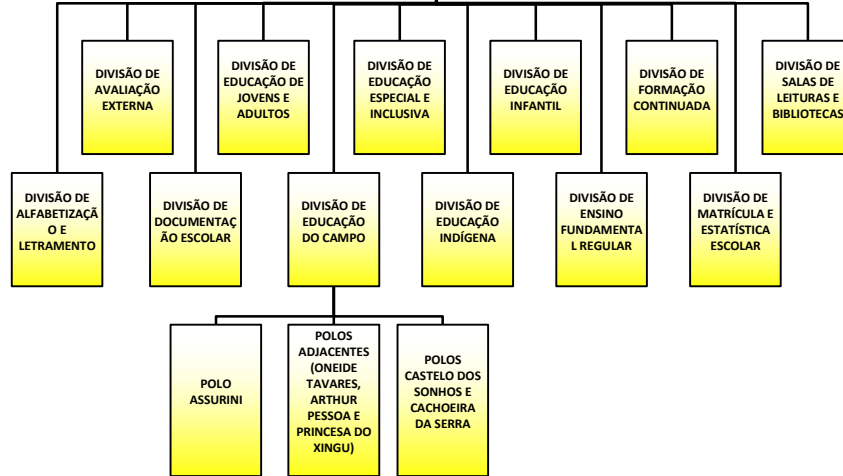 DIVISÃO DE
AVALIAÇÃO
EXTERNA
DIVISÃO DE
EDUCAÇÃO DE
JOVENS E
ADULTOS
DIVISÃO DE
EDUCAÇÃO
ESPECIAL E
INCLUSIVA
DIVISÃO DE
EDUCAÇÃO
INFANTIL
DIVISÃO DE
FORMAÇÃO
CONTINUADA
DIVISÃO DE
SALAS DE
LEITURAS E
BIBLIOTECAS
DIVISÃO DE
ALFABETIZAÇÃ
O E
LETRAMENTO
DIVISÃO DE
DOCUMENTAÇ
ÃO ESCOLAR
DIVISÃO DE
EDUCAÇÃO
DO CAMPO
DIVISÃO DE
EDUCAÇÃO
INDÍGENA
DIVISÃO DE
ENSINO
FUNDAMENTA
L REGULAR
DIVISÃO DE
MATRÍCULA E
ESTATÍSTICA
ESCOLAR
POLO
ASSURINI
POLOS
ADJACENTES
(ONEIDE
TAVARES,
ARTHUR
PESSOA E
PRINCESA DO
XINGU)
POLOS
CASTELO DOS
SONHOS E
CACHOEIRA
DA SERRA